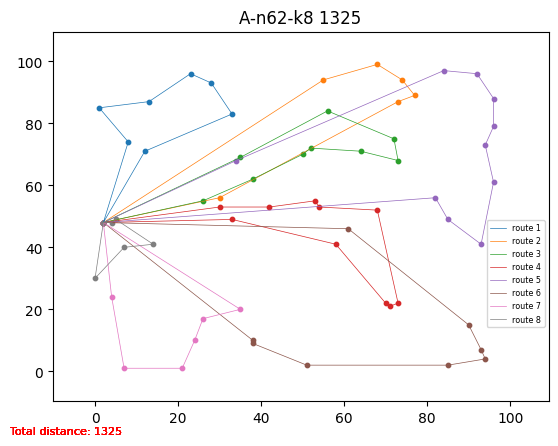 A-n62-k8 1325
100
80
60
40
20
0
0 20 40 60 80 100
route 1
route 2
route 3
route 4
route 5
route 6
route 7
route 8
Total distance: 1325